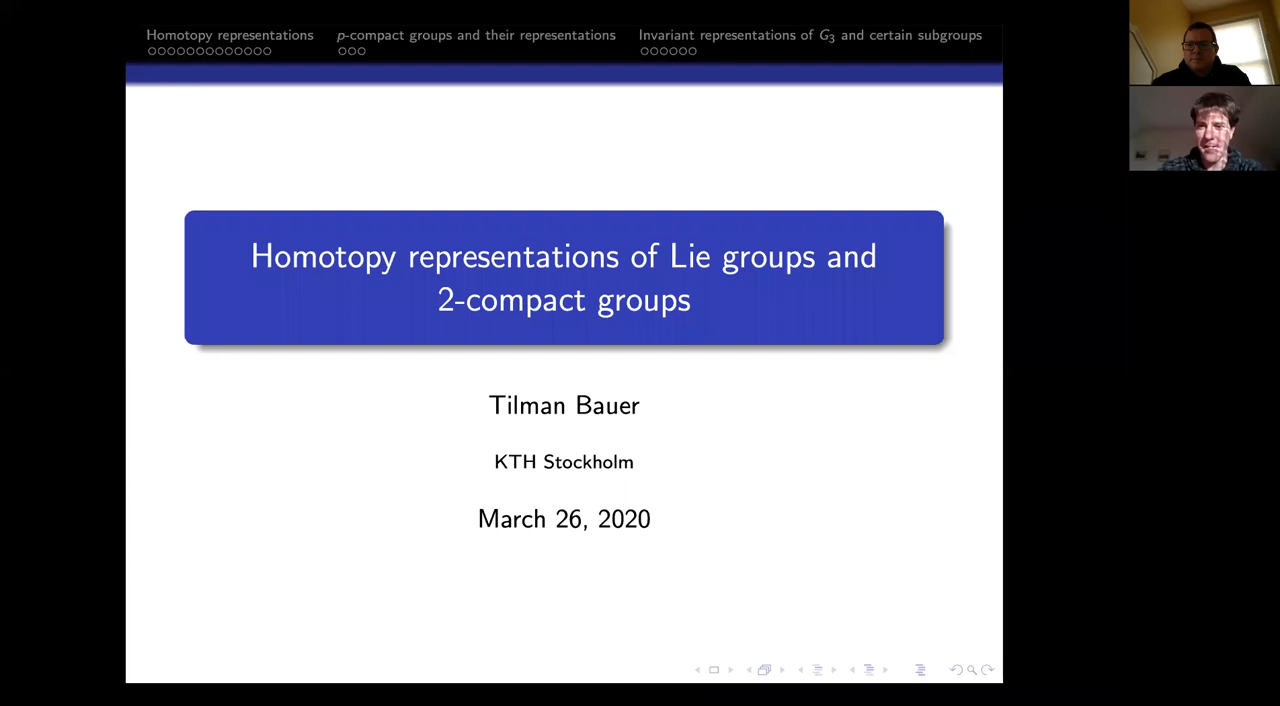 Homotopy representations
p-compact groups and their representations
Invariant representations of G₃ and certain subgroups
Homotopy representations of Lie groups and
2-compact groups
Tilman Bauer
KTH Stockholm
March 26, 2020